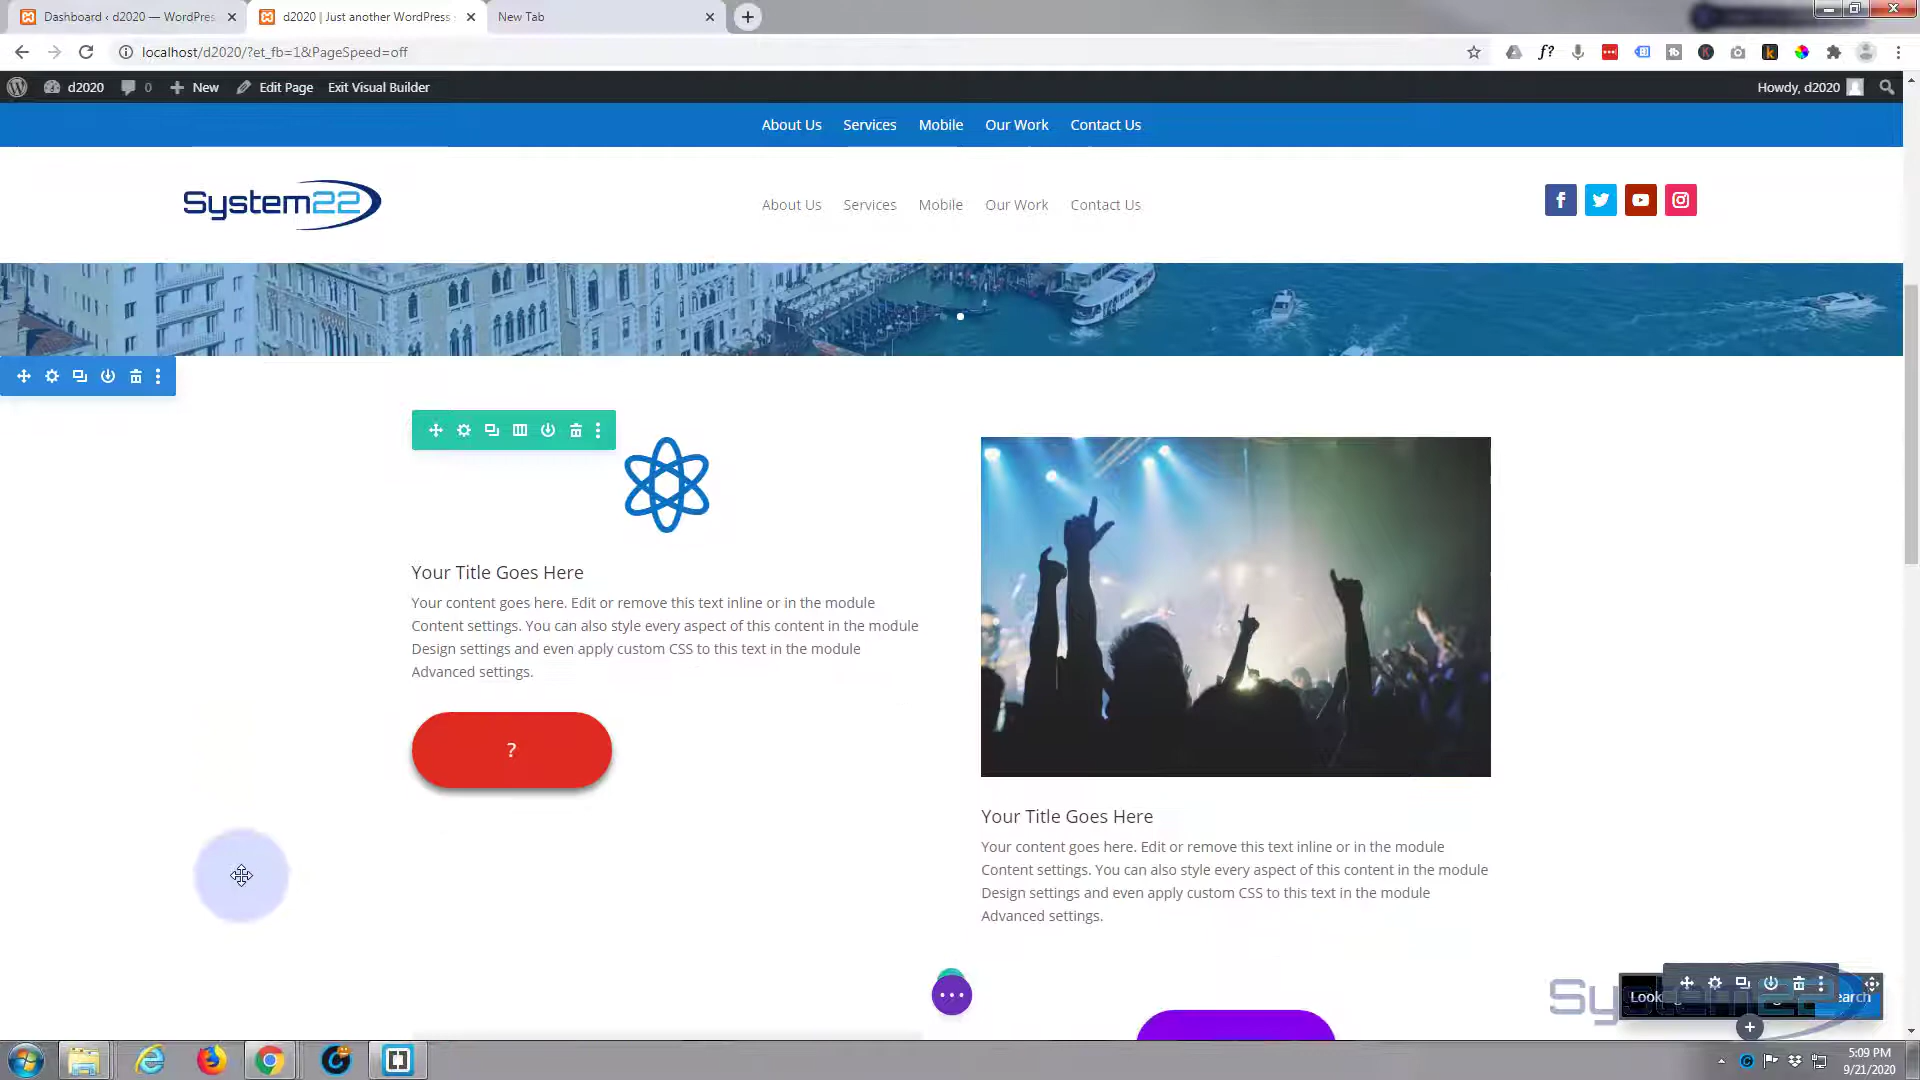 Dashboard ‹ d2020 — WordPres
d2020 | Just another WordPress
New Tab
localhost/d2020/?et_fb=1&PageSpeed=off
d2020
0
New
Edit Page
Exit Visual Builder
Howdy, d2020
About Us Services Mobile Our Work Contact Us
System22
About Us Services Mobile Our Work Contact Us
Your Title Goes Here
Your content goes here. Edit or remove this text inline or in the module
Content settings. You can also style every aspect of this content in the module
Design settings and even apply custom CSS to this text in the module
Advanced settings.
?
Your Title Goes Here
Your content goes here. Edit or remove this text inline or in the module
Content settings. You can also style every aspect of this content in the module
Design settings and even apply custom CSS to this text in the module
Advanced settings.
System22
5:09 PM
9/21/2020